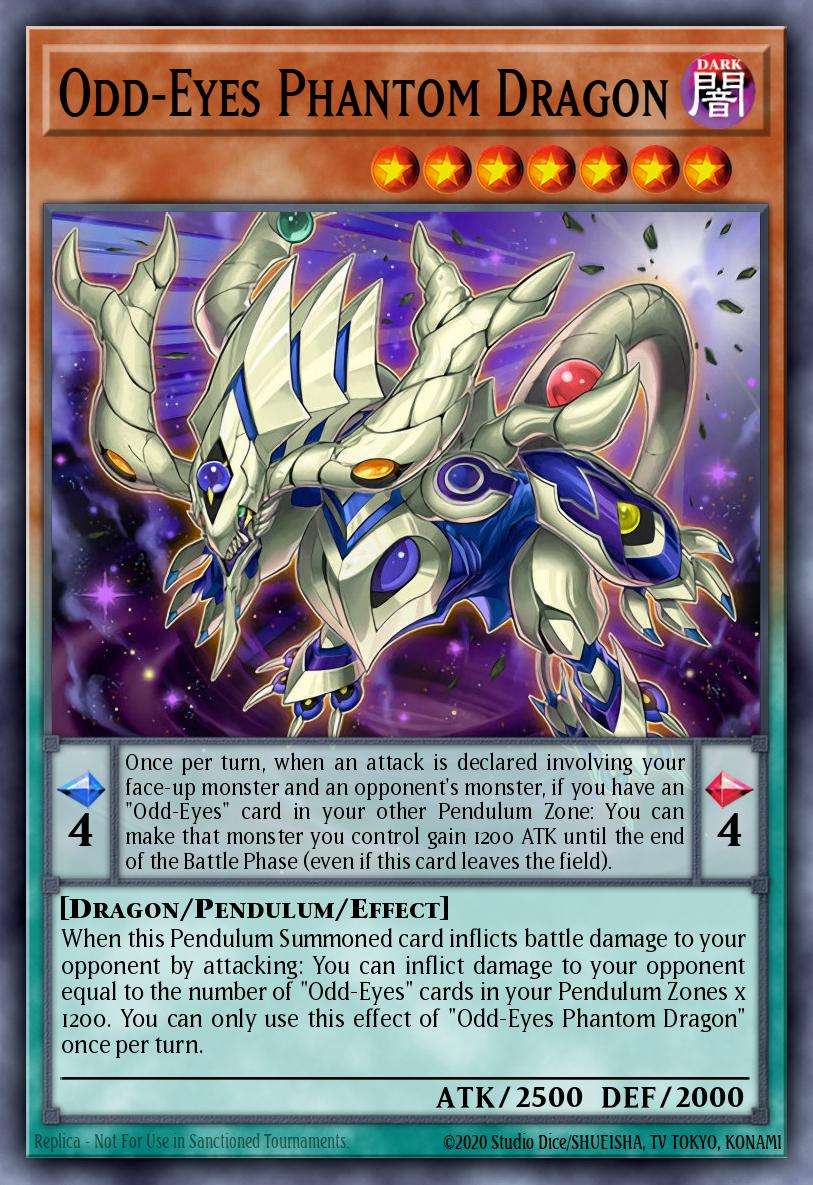 Odd-Eyes Phantom Dragon
DARK
闇
Once per turn, when an attack is declared involving your
face-up monster and an opponent's monster, if you have an
"Odd-Eyes" card in your other Pendulum Zone: You can
make that monster you control gain 1200 ATK until the end
of the Battle Phase (even if this card leaves the field).
4
4
[Dragon/Pendulum/Effect]
When this Pendulum Summoned card inflicts battle damage to your
opponent by attacking: You can inflict damage to your opponent
equal to the number of "Odd-Eyes" cards in your Pendulum Zones x
1200. You can only use this effect of "Odd-Eyes Phantom Dragon"
once per turn.
ATK/2500 DEF/2000
Replica - Not For Use in Sanctioned Tournaments.
©2020 Studio Dice/SHUEISHA, TV TOKYO, KONAMI